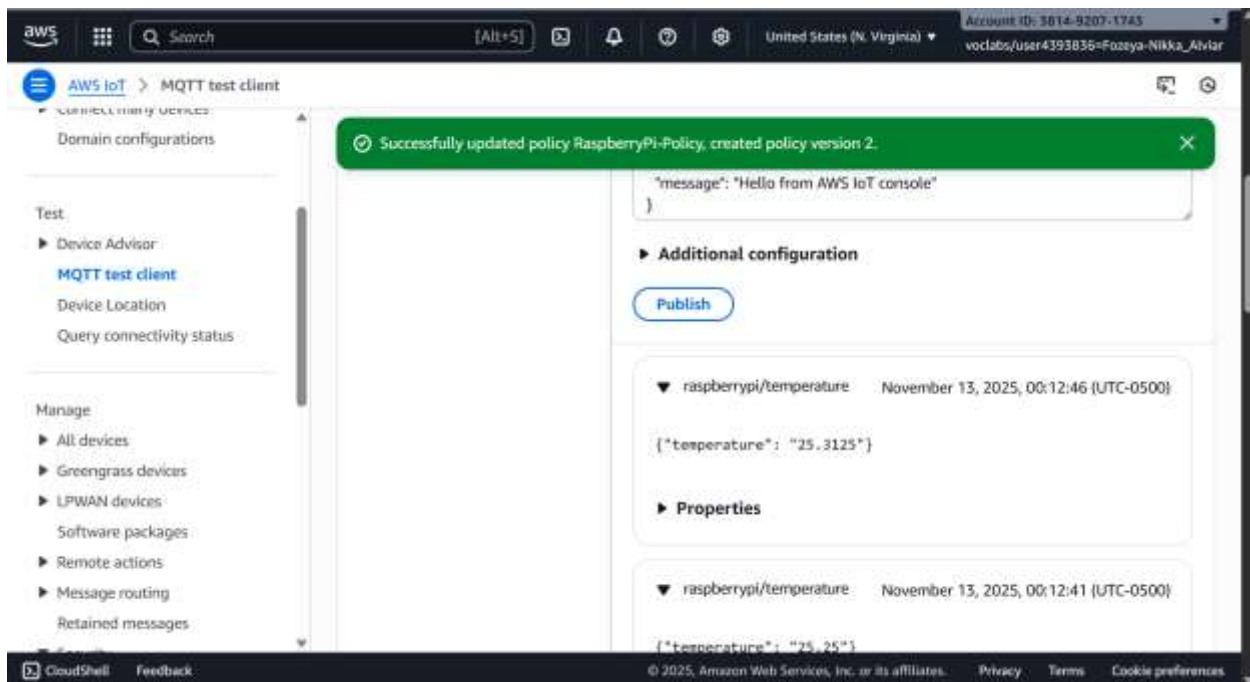 aws
Search
[Alt+S]
United States (N. Virginia)
Account ID: 3814-9207-1743
voclabs/user4393836=Fozeya-Nikka_Alviar
AWS IoT > MQTT test client
Connect many devices
Domain configurations
Test
Device Advisor
MQTT test client
Device Location
Query connectivity status
Manage
All devices
Greengrass devices
LPWAN devices
Software packages
Remote actions
Message routing
Retained messages
Successfully updated policy RaspberryPi-Policy, created policy version 2.
"message": "Hello from AWS IoT console"
}
Additional configuration
Publish
raspberrypi/temperature November 13, 2025, 00:12:46 (UTC-0500)
{"temperature": "25.3125"}
Properties
raspberrypi/temperature November 13, 2025, 00:12:41 (UTC-0500)
{"temperature": "25.25"}
CloudShell Feedback © 2025, Amazon Web Services, Inc. or its affiliates. Privacy Terms Cookie preferences